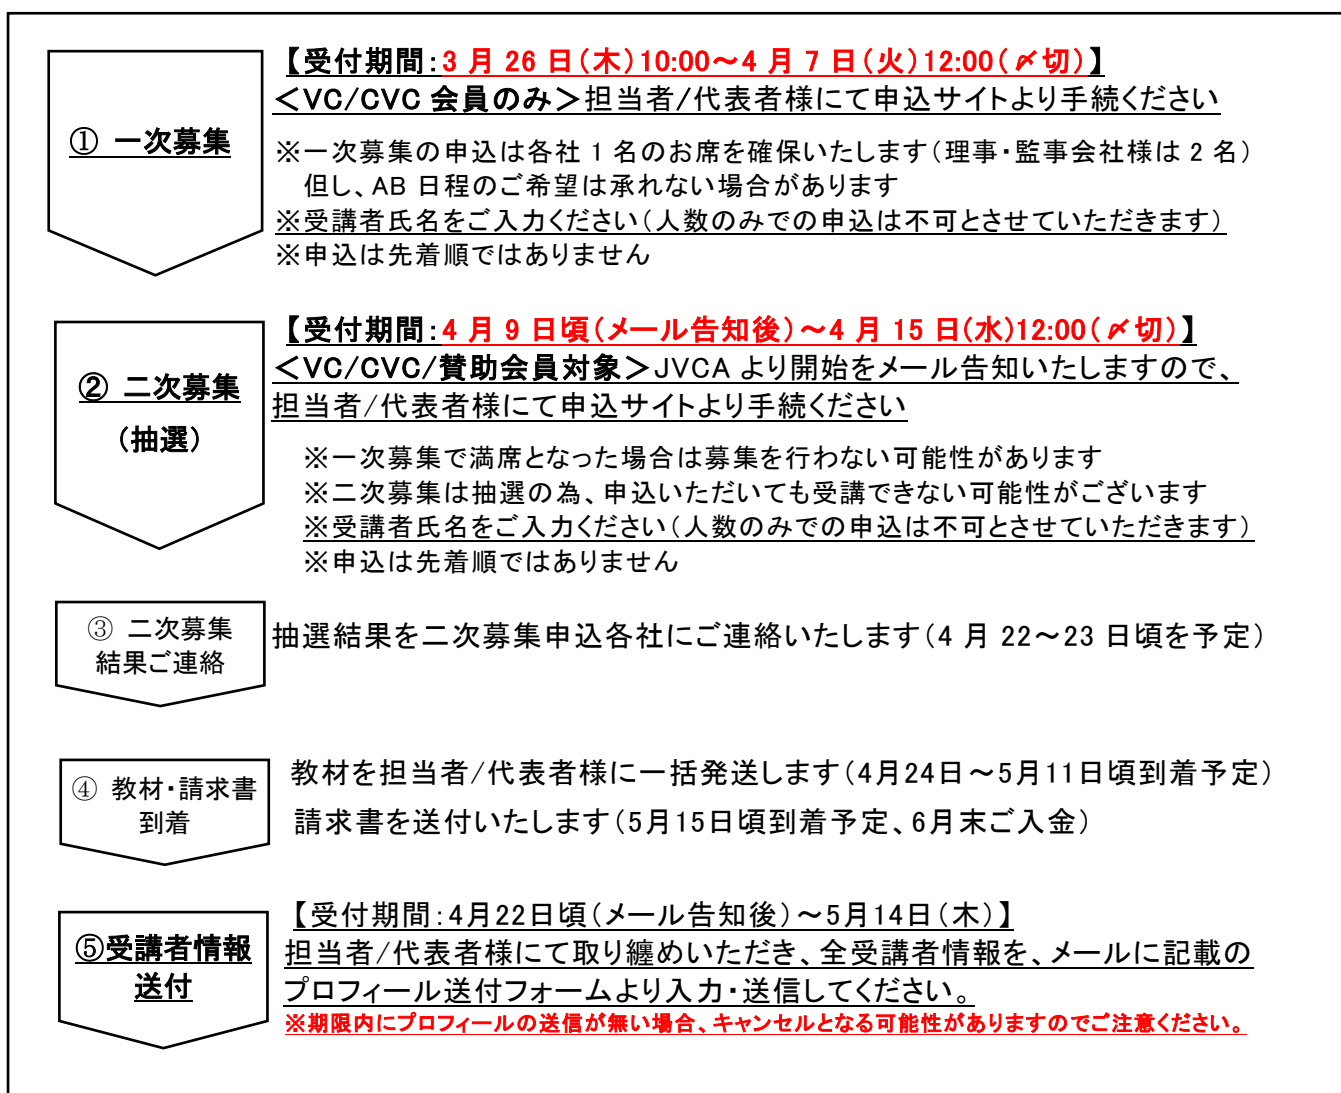 ① 一次募集
【受付期間：3 月 26 日（木）10:00～4 月 7 日（火）12:00（〆切）】
＜VC/CVC 会員のみ＞担当者/代表者様にて申込サイトより手続ください
※一次募集の申込は各社 1 名のお席を確保いたします（理事・監事会社様は 2 名）
但し、AB 日程のご希望は承れない場合があります
※受講者氏名をご入力ください（人数のみでの申込は不可とさせていただきます）
※申込は先着順ではありません
② 二次募集
（抽選）
【受付期間：4 月 9 日頃（メール告知後）～4 月 15 日(水)12:00（〆切）】
＜VC/CVC/賛助会員対象＞JVCA より開始をメール告知いたしますので、
担当者/代表者様にて申込サイトより手続ください
※一次募集で満席となった場合は募集を行わない可能性があります
※二次募集は抽選の為、申込いただいても受講できない可能性がございます
※受講者氏名をご入力ください（人数のみでの申込は不可とさせていただきます）
※申込は先着順ではありません
③ 二次募集
結果ご連絡
抽選結果を二次募集申込各社にご連絡いたします（4 月 22～23 日頃を予定）
④ 教材・請求書
到着
教材を担当者/代表者様に一括発送します（4月24日～5月11日頃到着予定）
請求書を送付いたします（5月15日頃到着予定、6月末ご入金）
⑤受講者情報
送付
【受付期間：4月22日頃（メール告知後）～5月14日（木）】
担当者/代表者様にて取り纏めいただき、全受講者情報を、メールに記載の
プロフィール送付フォームより入力・送信してください。
※期限内にプロフィールの送信が無い場合、キャンセルとなる可能性がありますのでご注意ください。